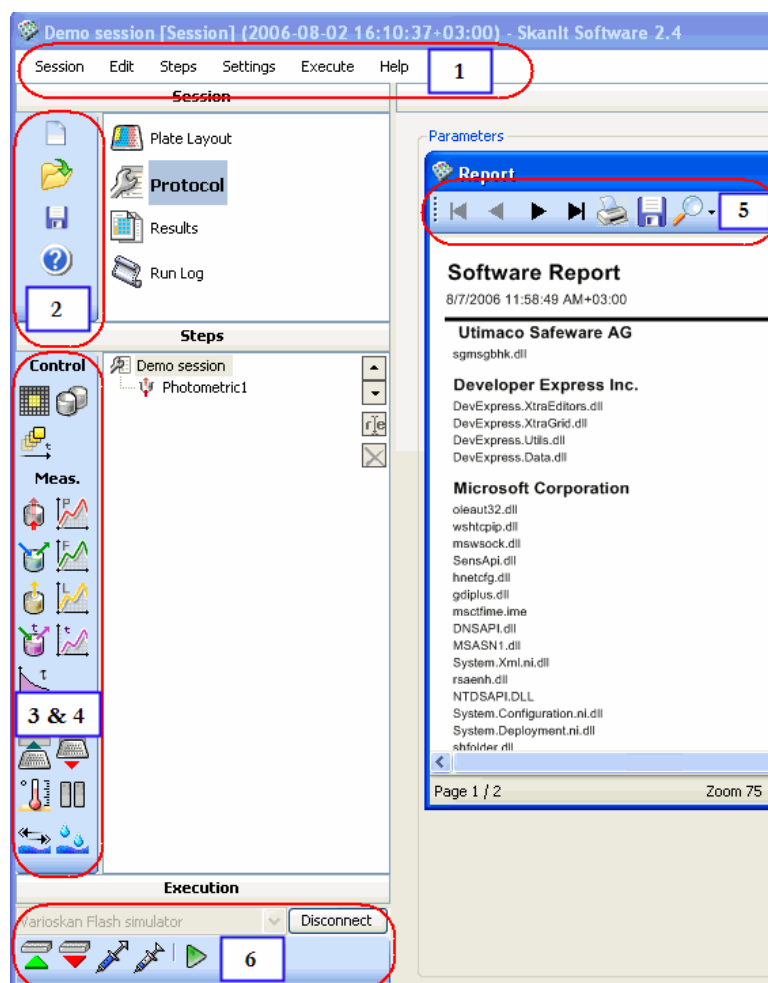 Demo session [Session] (2006-08-02 16:10:37+03:00) - SkanIt Software 2.4
Session Edit Steps Settings Execute Help
1
Session
Plate Layout
Protocol
Results
Run Log
2
Steps
Control
Meas.
3 & 4
Demo session
Photometric1
Parameters
Report
5
Software Report
8/7/2006 11:58:49 AM+03:00
Utimaco Safeware AG
sgmsgbhk.dll
Developer Express Inc.
DevExpress.XtraEditors.dll
DevExpress.XtraGrid.dll
DevExpress.Utils.dll
DevExpress.Data.dll
Microsoft Corporation
oleaut32.dll
wshtcpip.dll
mswsock.dll
SensApi.dll
hnetcfg.dll
gdiplus.dll
msctfime.ime
DNSAPI.dll
MSASN1.dll
System.Xml.ni.dll
rsaenh.dll
NTDSAPI.DLL
System.Configuration.ni.dll
System.Deployment.ni.dll
shfolder.dll
Page 1 / 2
Zoom 75
Execution
Varioskan Flash simulator
Disconnect
6